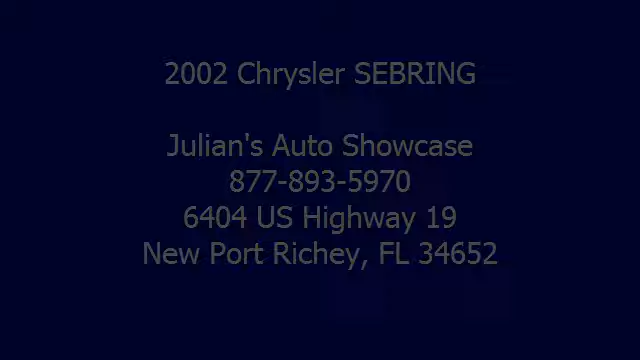 2002 Chrysler SEBRING
Julian's Auto Showcase
877-893-5970
6404 US Highway 19
New Port Richey, FL 34652